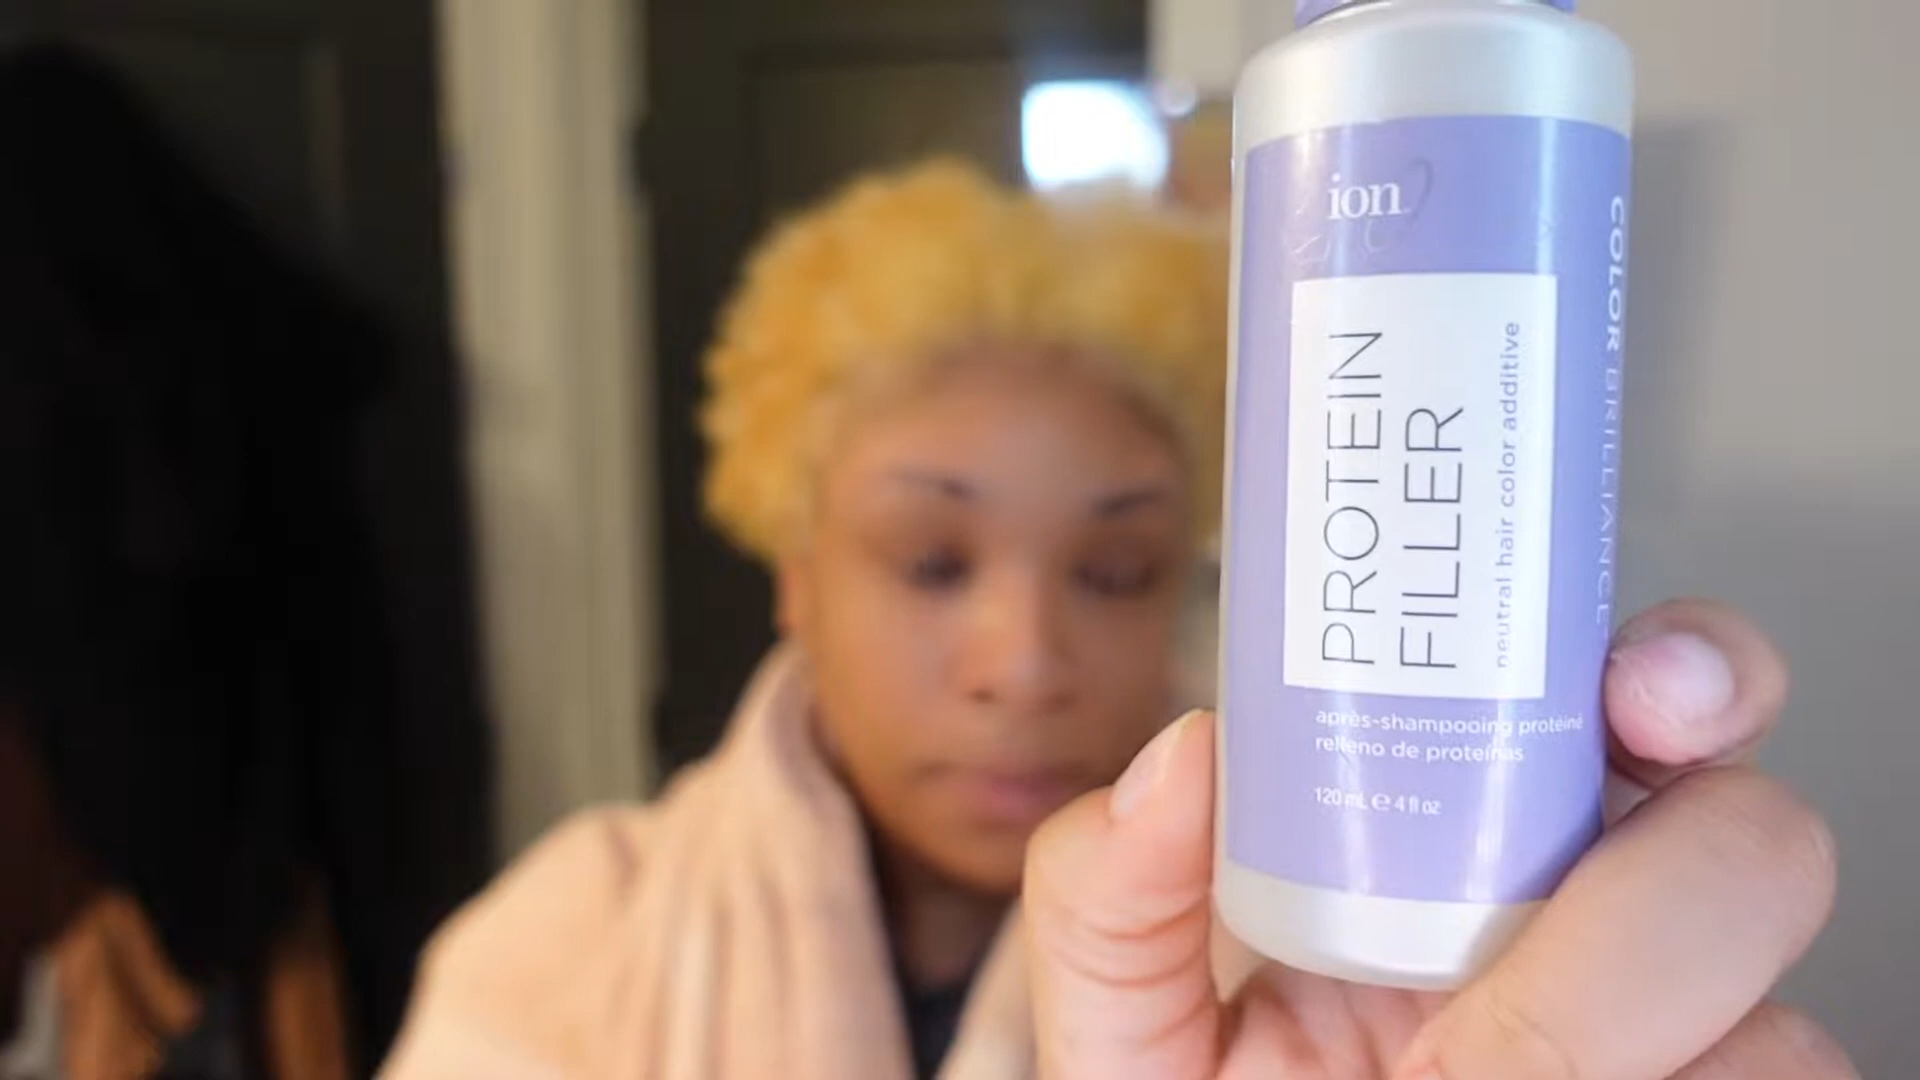 ion
PROTEIN
FILLER
neutral hair color additive
COLOR BRILLIANCE
après-shampooing protéiné
relleno de proteínas
120 mL e 4 fl oz